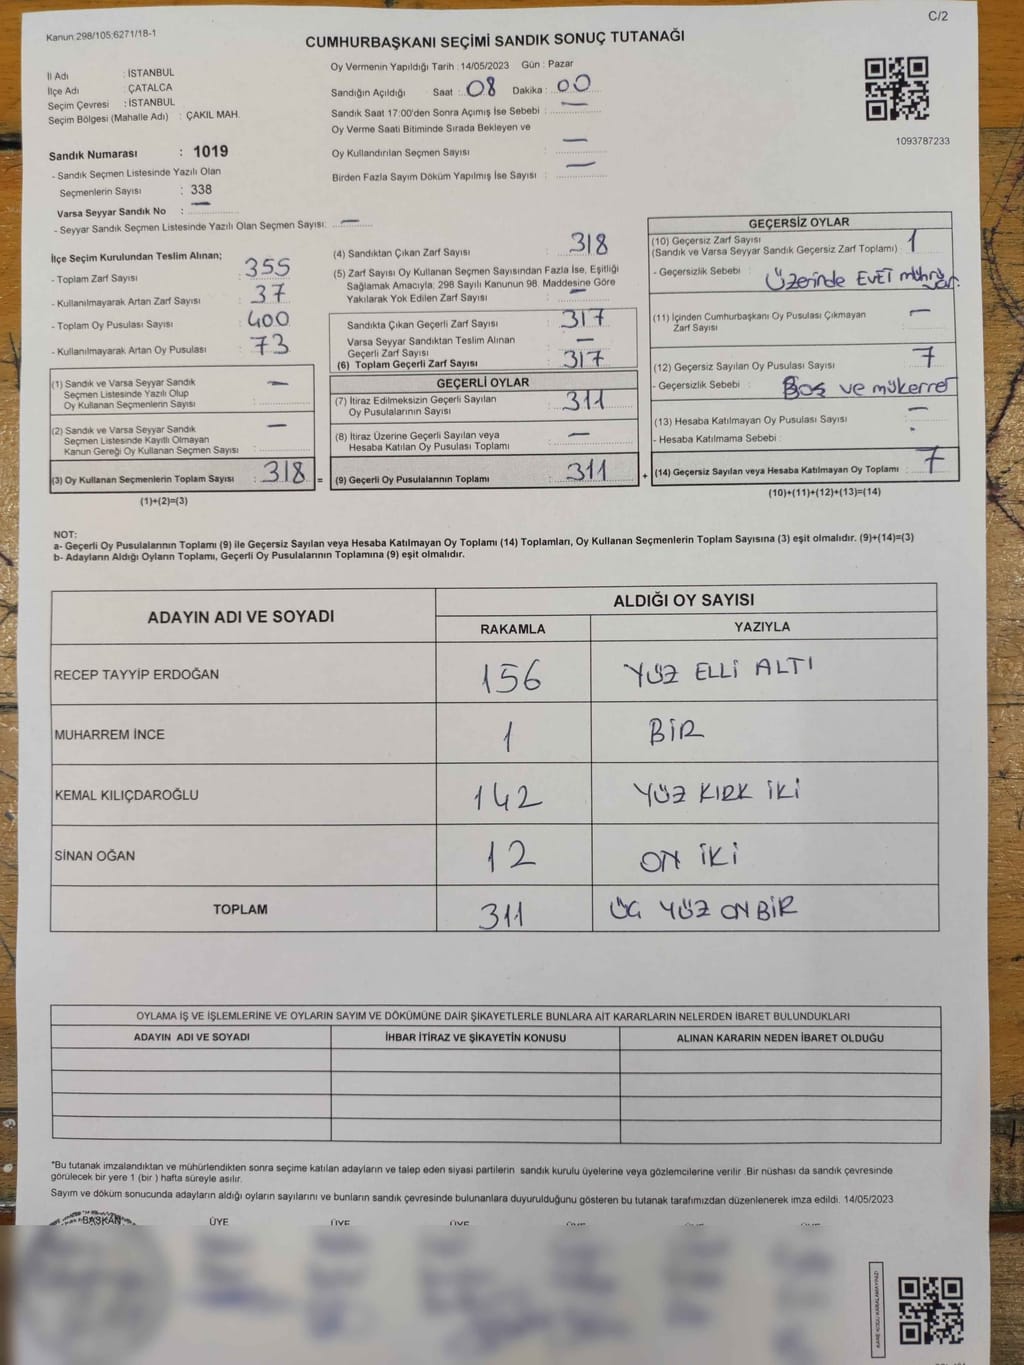 C/2
Kanun:298/105;6271/18-1
CUMHURBAŞKANI SEÇİMİ SANDIK SONUÇ TUTANAĞI
İl Adı : İSTANBUL
İlçe Adı : ÇATALCA
Seçim Çevresi : İSTANBUL
Seçim Bölgesi (Mahalle Adı) : ÇAKIL MAH.
Sandık Numarası : 1019
- Sandık Seçmen Listesinde Yazılı Olan
Seçmenlerin Sayısı : 338
Varsa Seyyar Sandık No : —
- Seyyar Sandık Seçmen Listesinde Yazılı Olan Seçmen Sayısı: —
Oy Vermenin Yapıldığı Tarih : 14/05/2023 Gün : Pazar
Sandığın Açıldığı Saat : 08 Dakika : 00
Sandık Saat 17:00'den Sonra Açımış İse Sebebi : —
Oy Verme Saati Bitiminde Sırada Bekleyen ve
Oy Kullandırılan Seçmen Sayısı : —
Birden Fazla Sayım Döküm Yapılmış İse Sayısı : —
1093787233
İlçe Seçim Kurulundan Teslim Alınan;
- Toplam Zarf Sayısı : 355
- Kullanılmayarak Artan Zarf Sayısı : 37
- Toplam Oy Pusulası Sayısı : 400
- Kullanılmayarak Artan Oy Pusulası : 73
(1) Sandık ve Varsa Seyyar Sandık
Seçmen Listesinde Yazılı Olup
Oy Kullanan Seçmenlerin Sayısı : —
(2) Sandık ve Varsa Seyyar Sandık
Seçmen Listesinde Kayıtlı Olmayan
Kanun Gereği Oy Kullanan Seçmen Sayısı : —
(3) Oy Kullanan Seçmenlerin Toplam Sayısı : 318 =
(1)+(2)=(3)
(4) Sandıktan Çıkan Zarf Sayısı : 318
(5) Zarf Sayısı Oy Kullanan Seçmen Sayısından Fazla İse, Eşitliği
Sağlamak Amacıyla; 298 Sayılı Kanunun 98. Maddesine Göre
Yakılarak Yok Edilen Zarf Sayısı : —
Sandıkta Çıkan Geçerli Zarf Sayısı : 317
Varsa Seyyar Sandıktan Teslim Alınan
Geçerli Zarf Sayısı : —
(6) Toplam Geçerli Zarf Sayısı : 317
GEÇERLİ OYLAR
(7) İtiraz Edilmeksizin Geçerli Sayılan
Oy Pusulalarının Sayısı : 311
(8) İtiraz Üzerine Geçerli Sayılan veya
Hesaba Katılan Oy Pusulası Toplamı : —
(9) Geçerli Oy Pusulalarının Toplamı : 311 +
GEÇERSİZ OYLAR
(10) Geçersiz Zarf Sayısı : 1
(Sandık ve Varsa Seyyar Sandık Geçersiz Zarf Toplamı)
- Geçersizlik Sebebi : Üzerinde EVET mührü var.
(11) İçinden Cumhurbaşkanı Oy Pusulası Çıkmayan
Zarf Sayısı : —
(12) Geçersiz Sayılan Oy Pusulası Sayısı : 7
- Geçersizlik Sebebi : Boş ve mükerrer
(13) Hesaba Katılmayan Oy Pusulası Sayısı : —
- Hesaba Katılmama Sebebi :
(14) Geçersiz Sayılan veya Hesaba Katılmayan Oy Toplamı : 7
(10)+(11)+(12)+(13)=(14)
NOT:
a- Geçerli Oy Pusulalarının Toplamı (9) ile Geçersiz Sayılan veya Hesaba Katılmayan Oy Toplamı (14) Toplamları, Oy Kullanan Seçmenlerin Toplam Sayısına (3) eşit olmalıdır. (9)+(14)=(3)
b- Adayların Aldığı Oyların Toplamı, Geçerli Oy Pusulalarının Toplamına (9) eşit olmalıdır.
ADAYIN ADI VE SOYADI ALDIĞI OY SAYISI
RAKAMLA YAZIYLA
RECEP TAYYİP ERDOĞAN 156 YÜZ ELLİ ALTI
MUHARREM İNCE 1 BİR
KEMAL KILIÇDAROĞLU 142 YÜZ KIRK İKİ
SİNAN OĞAN 12 ON İKİ
TOPLAM 311 ÜÇ YÜZ ON BİR
OYLAMA İŞ VE İŞLEMLERİNE VE OYLARIN SAYIM VE DÖKÜMÜNE DAİR ŞİKAYETLERLE BUNLARA AİT KARARLARIN NELERDEN İBARET BULUNDUKLARI
ADAYIN ADI VE SOYADI İHBAR İTİRAZ VE ŞİKAYETİN KONUSU ALINAN KARARIN NEDEN İBARET OLDUĞU
*Bu tutanak imzalandıktan ve mühürlendikten sonra seçime katılan adayların ve talep eden siyasi partilerin sandık kurulu üyelerine veya gözlemcilerine verilir .Bir nüshası da sandık çevresinde
görülecek bir yere 1 (bir ) hafta süreyle asılır.
Sayım ve döküm sonucunda adayların aldığı oyların sayılarını ve bunların sandık çevresinde bulunanlara duyurulduğunu gösteren bu tutanak tarafımızdan düzenlenerek imza edildi. 14/05/2023
BAŞKAN ÜYE ÜYE ÜYE